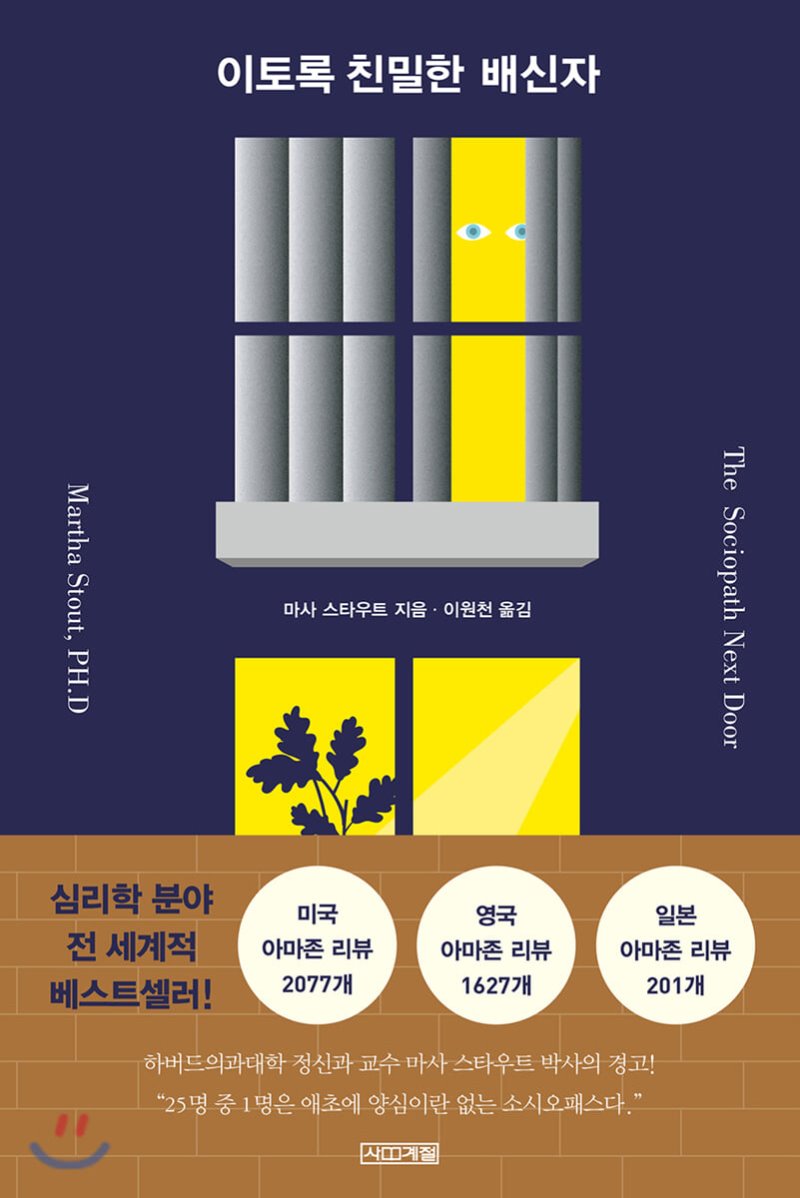 이토록 친밀한 배신자
Martha Stout, PH.D
The Sociopath Next Door
마사 스타우트 지음 · 이원천 옮김
심리학 분야
전 세계적
베스트셀러!
미국
아마존 리뷰
2077개
영국
아마존 리뷰
1627개
일본
아마존 리뷰
201개
하버드의과대학 정신과 교수 마사 스타우트 박사의 경고!
“25명 중 1명은 애초에 양심이란 없는 소시오패스다.”
사계절